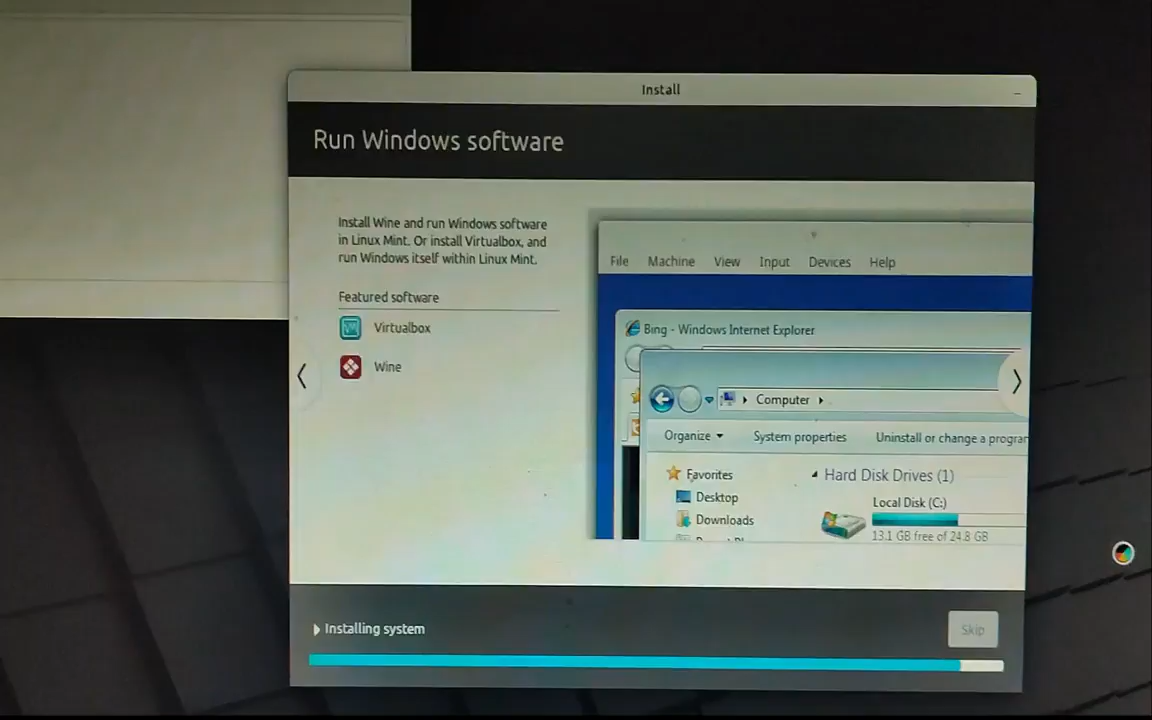 Install
Run Windows software
Install Wine and run Windows software
in Linux Mint. Or install Virtualbox, and
run Windows itself within Linux Mint.
Featured software
Virtualbox
Wine
File Machine View Input Devices Help
Bing - Windows Internet Explorer
Computer
Organize System properties Uninstall or change a program
Favorites
Desktop
Downloads
Hard Disk Drives (1)
Local Disk (C:)
13.1 GB free of 24.8 GB
Installing system
Skip